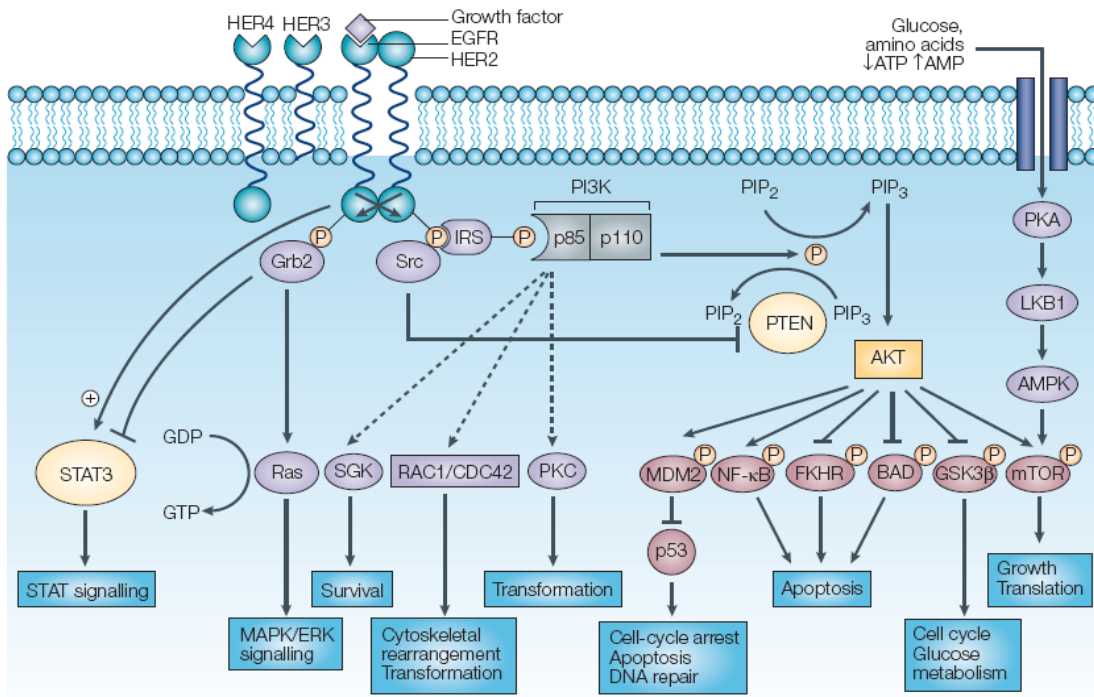 HER4
HER3
Growth factor
EGFR
HER2
Glucose,
amino acids
↓ATP ↑AMP
PI3K
PIP2
PIP3
P
P
IRS
P
p85
p110
P
Grb2
Src
PKA
PIP2
PTEN
PIP3
LKB1
AKT
AMPK
+
STAT3
GDP
GTP
Ras
SGK
RAC1/CDC42
PKC
MDM2
P
NF-κB
P
FKHR
P
BAD
P
GSK3β
P
mTOR
P
p53
STAT signalling
Survival
Transformation
Apoptosis
Growth
Translation
MAPK/ERK
signalling
Cytoskeletal
rearrangement
Transformation
Cell-cycle arrest
Apoptosis
DNA repair
Cell cycle
Glucose
metabolism